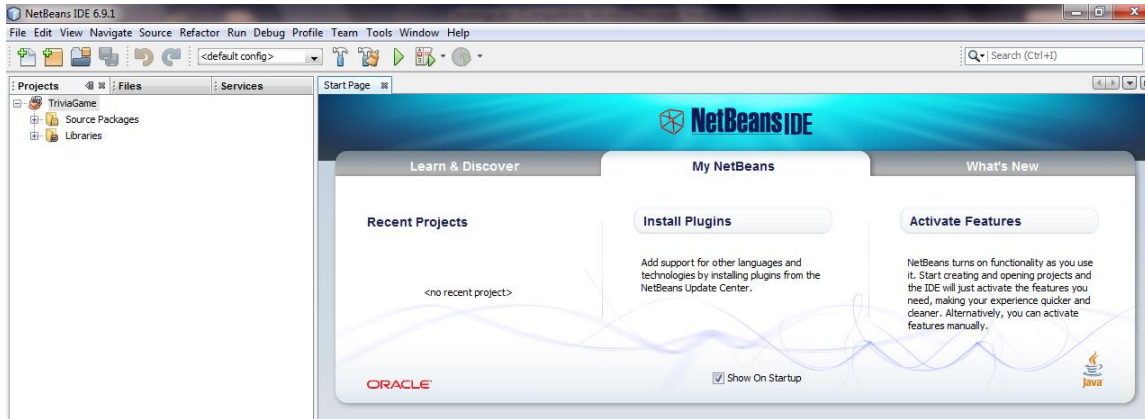 NetBeans IDE 6.9.1
File Edit View Navigate Source Refactor Run Debug Profile Team Tools Window Help
<default config>
Search (Ctrl+I)
Projects
Files
Services
Start Page
TriviaGame
Source Packages
Libraries
NetBeans IDE
Learn & Discover
My NetBeans
What's New
Recent Projects
<no recent project>
Install Plugins
Add support for other languages and
technologies by installing plugins from the
NetBeans Update Center.
Activate Features
NetBeans turns on functionality as you use
it. Start creating and opening projects and
the IDE will just activate the features you
need, making your experience quicker and
cleaner. Alternatively, you can activate
features manually.
ORACLE
Show On Startup
Java